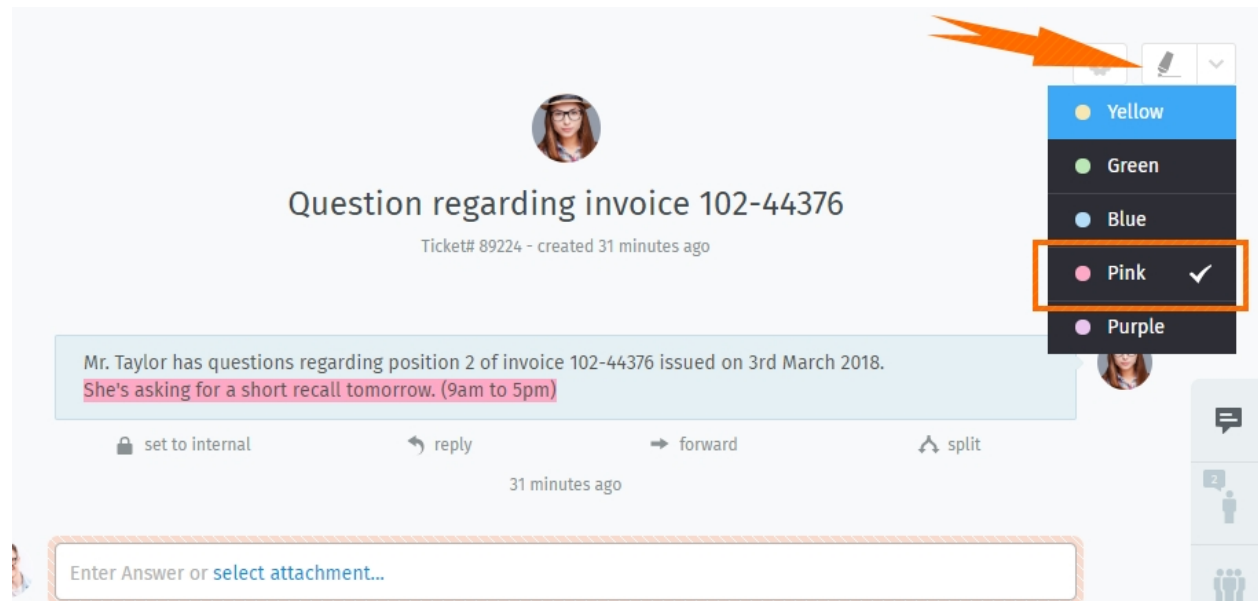 Yellow
Green
Blue
Pink
Purple
Question regarding invoice 102-44376
Ticket# 89224 - created 31 minutes ago
Mr. Taylor has questions regarding position 2 of invoice 102-44376 issued on 3rd March 2018.
She's asking for a short recall tomorrow. (9am to 5pm)
set to internal reply forward split
31 minutes ago
2
Enter Answer or select attachment...